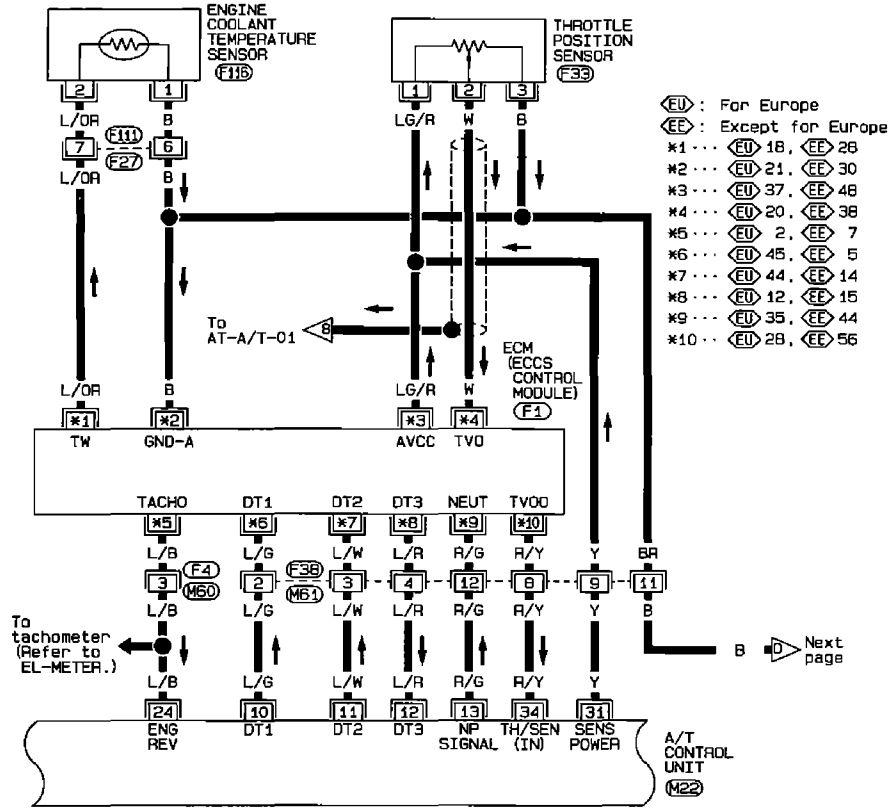 ENGINE
COOLANT
TEMPERATURE
SENSOR
F116
THROTTLE
POSITION
SENSOR
F33
2 1
1 2 3
L/OR B
LG/R W B
7 F111 6
F27
L/OR B
EU : For Europe
EE : Except for Europe
*1 ··· EU 18, EE 28
*2 ··· EU 21, EE 30
*3 ··· EU 37, EE 48
*4 ··· EU 20, EE 38
*5 ··· EU 2, EE 7
*6 ··· EU 45, EE 5
*7 ··· EU 44, EE 14
*8 ··· EU 12, EE 15
*9 ··· EU 35, EE 44
*10 ·· EU 28, EE 56
To
AT-A/T-01
B
ECM
(ECCS
CONTROL
MODULE)
F1
L/OR B LG/R W
*1 *2 *3 *4
TW GND-A AVCC TVO
TACHO DT1 DT2 DT3 NEUT TVOO
*5 *6 *7 *8 *9 *10
L/B L/G L/W L/R R/G R/Y Y BR
3 F4 2 F38 3 4 12 8 9 11
M60 M61
L/B L/G L/W L/R R/G R/Y Y B
To
tachometer
(Refer to
EL-METER.)
B D Next
page
L/B L/G L/W L/R R/G R/Y Y
24 10 11 12 13 34 31
ENG
REV
DT1 DT2 DT3
NP
SIGNAL
TH/SEN
(IN)
SENS
POWER
A/T
CONTROL
UNIT
M22